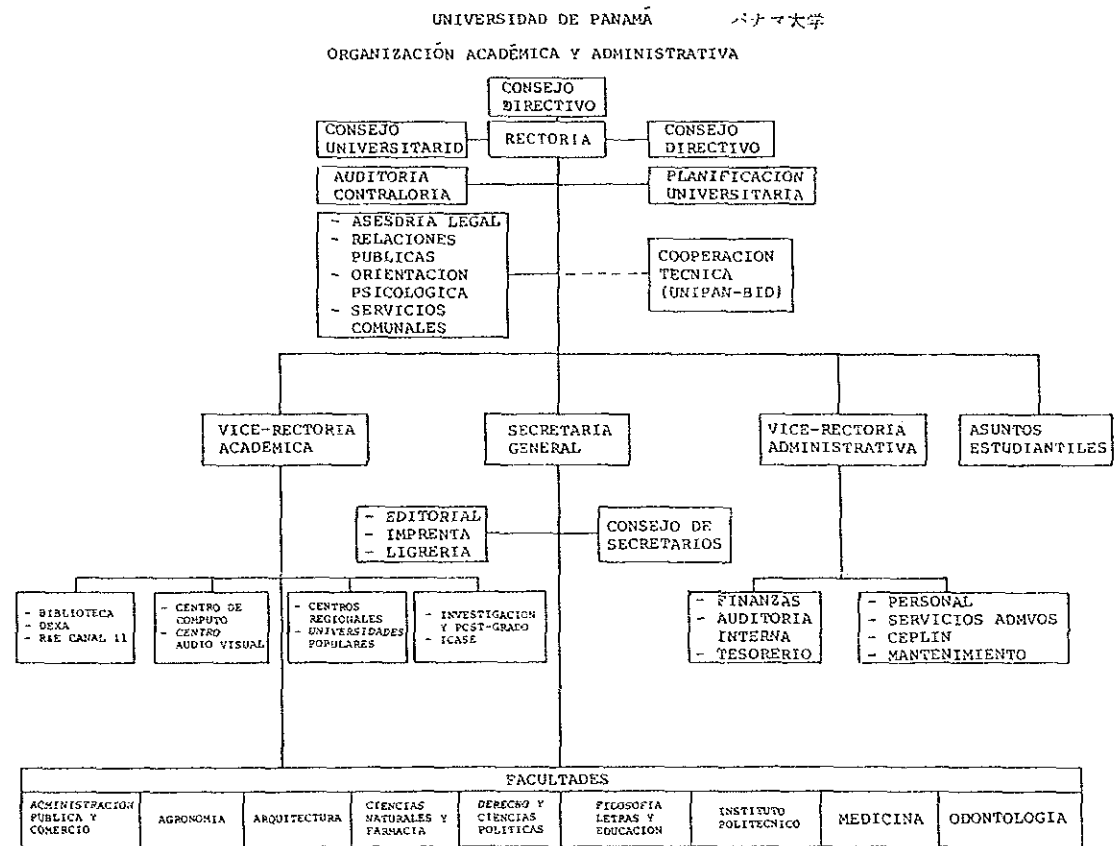 UNIVERSIDAD DE PANAMÁ パナマ大学
ORGANIZACIÓN ACADÉMICA Y ADMINISTRATIVA
CONSEJO
DIRECTIVO
CONSEJO
UNIVERSITARIO
RECTORIA
CONSEJO
DIRECTIVO
AUDITORIA
CONTRALORIA
PLANIFICACION
UNIVERSITARIA
- ASESDRIA LEGAL
- RELACIONES
PUBLICAS
- ORIENTACION
PSICOLOGICA
- SERVICIOS
COMUNALES
COOPERACION
TECNICA
(UNIPAN-BID)
VICE-RECTORIA
ACADEMICA
SECRETARIA
GENERAL
VICE-RECTORIA
ADMINISTRATIVA
ASUNTOS
ESTUDIANTILES
- EDITORIAL
- IMPRENTA
- LIGRERIA
CONSEJO DE
SECRETARIOS
- BIBLIOTECA
- DEXA
- R&E CANAL 11
- CENTRO DE
COMPUTO
- CENTRO
AUDIO VISUAL
- CENTROS
REGIONALES
- UNIVERSIDADES
POPULARES
- INVESTIGACION
Y POST-GRADO
- ICASE
- FINANZAS
- AUDITORIA
INTERNA
- TESORERIO
- PERSONAL
- SERVICIOS ADMVOS
- CEPLIN
- MANTENIMIENTO
FACULTADES
ADMINISTRACION
PUBLICA Y
COMERCIO
AGRONOMIA
ARQUITECTURA
CIENCIAS
NATURALES Y
FARMACIA
DERECHO Y
CIENCIAS
POLITICAS
FILOSOFIA
LETRAS Y
EDUCACION
INSTITUTO
POLITECNICO
MEDICINA
ODONTOLOGIA